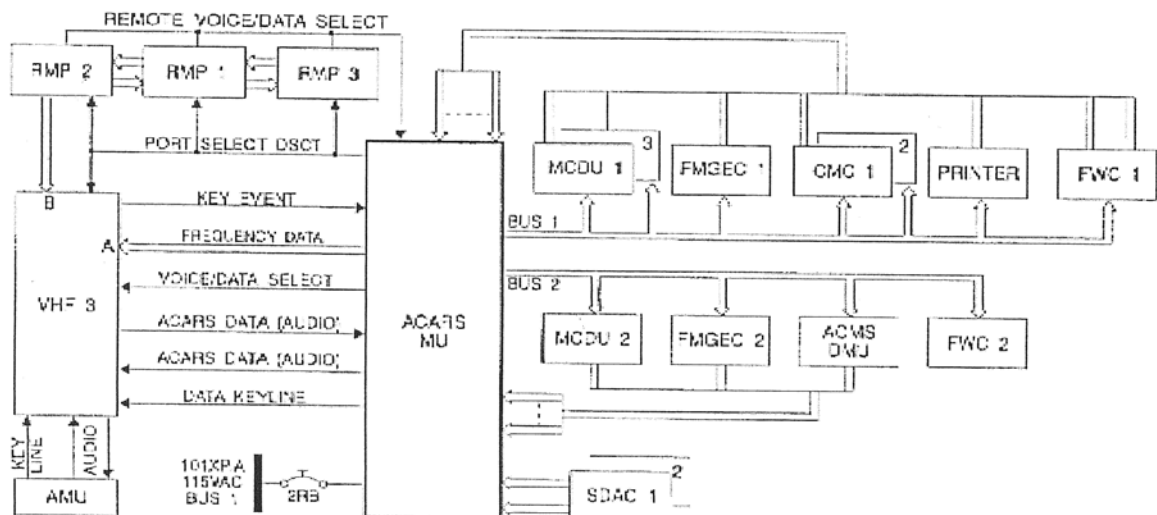 REMOTE VOICE/DATA SELECT
RMP 2
RMP 1
RMP 3
PORT SELECT DSCT
B
KEY EVENT
A
FREQUENCY DATA
VOICE/DATA SELECT
VHF 3
ACARS DATA (AUDIO)
ACARS DATA (AUDIO)
DATA KEYLINE
KEY
LINE
AUDIO
AMU
101XP-A
115VAC
BUS 1
2RB
ACARS
MU
MCDU 1
3
FMGEC 1
CMC 1
2
PRINTER
FWC 1
BUS 1
BUS 2
MCDU 2
FMGEC 2
ACMS
DMU
FWC 2
SDAC 1
2